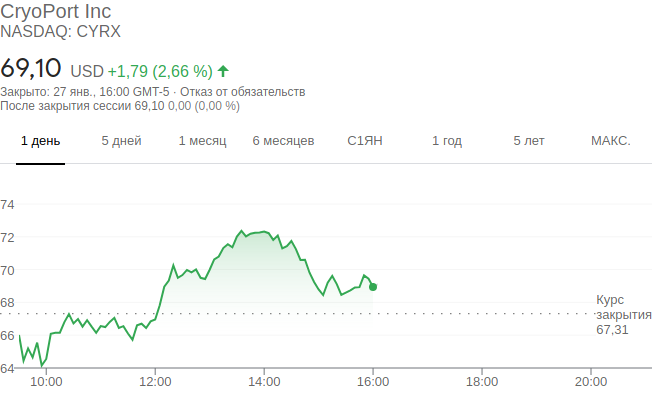 CryoPort Inc
NASDAQ: CYRX
69,10 USD +1,79 (2,66 %)
Закрыто: 27 янв., 16:00 GMT-5 · Отказ от обязательств
После закрытия сессии 69,10 0,00 (0,00 %)
1 день 5 дней 1 месяц 6 месяцев С1ЯН 1 год 5 лет МАКС.
74
72
70
68
66
64
Курс
закрытия
67,31
10:00 12:00 14:00 16:00 18:00 20:00